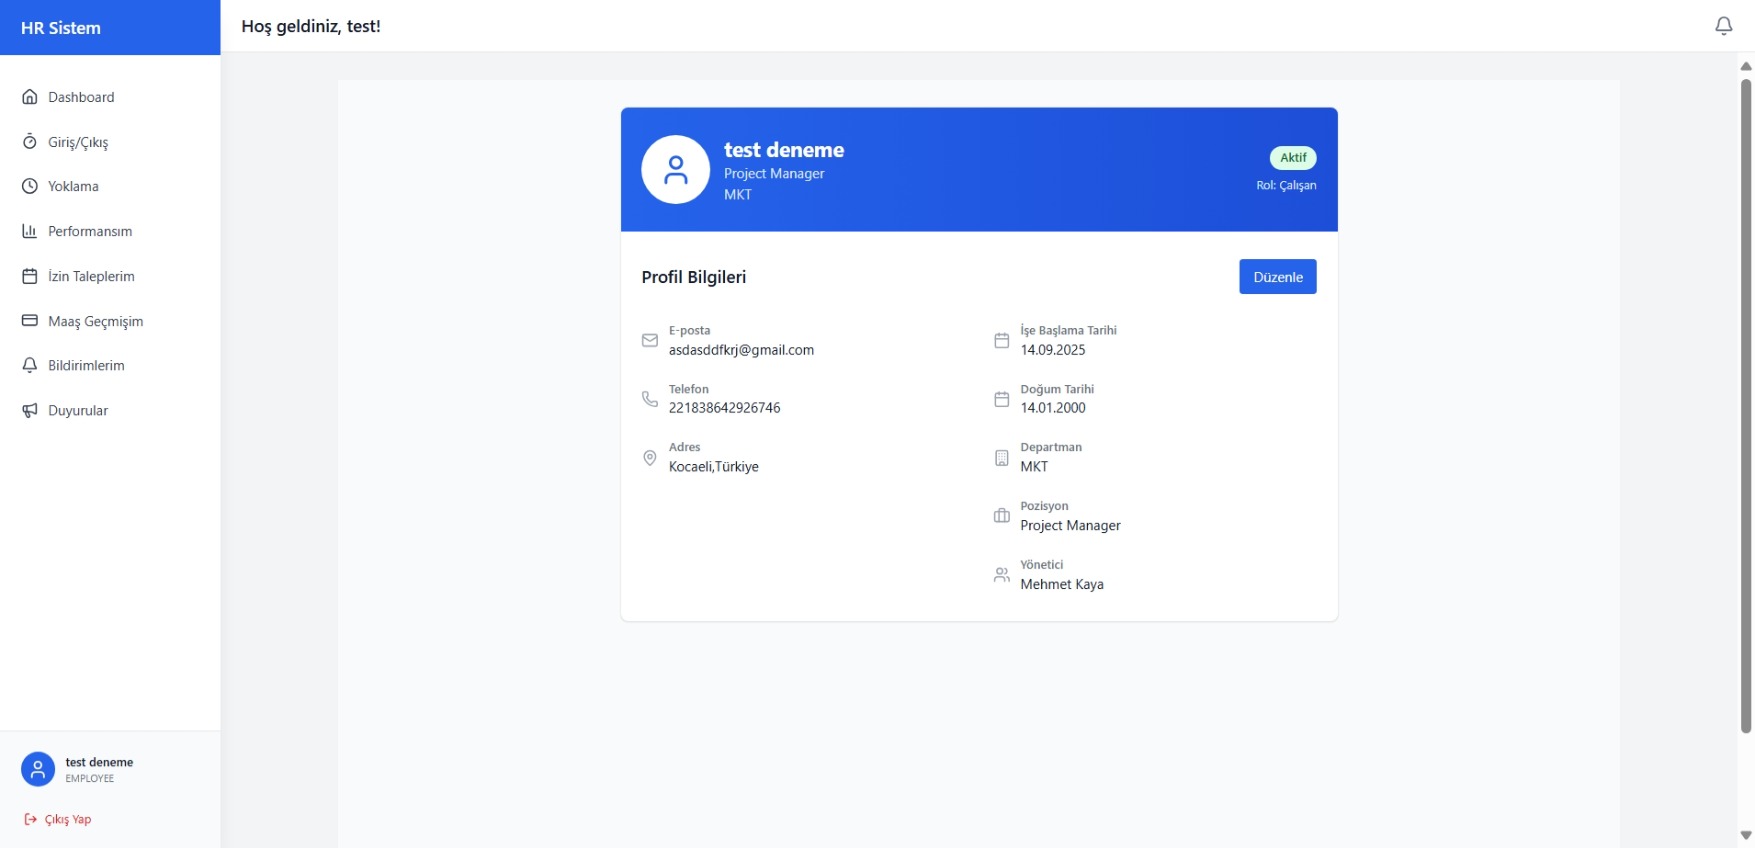 HR Sistem
Hoş geldiniz, test!
Dashboard
Giriş/Çıkış
Yoklama
Performansım
İzin Taleplerim
Maaş Geçmişim
Bildirimlerim
Duyurular
test deneme
EMPLOYEE
Çıkış Yap
test deneme
Project Manager
MKT
Aktif
Rol: Çalışan
Profil Bilgileri
Düzenle
E-posta
asdasddfkrj@gmail.com
Telefon
221838642926746
Adres
Kocaeli,Türkiye
İşe Başlama Tarihi
14.09.2025
Doğum Tarihi
14.01.2000
Departman
MKT
Pozisyon
Project Manager
Yönetici
Mehmet Kaya